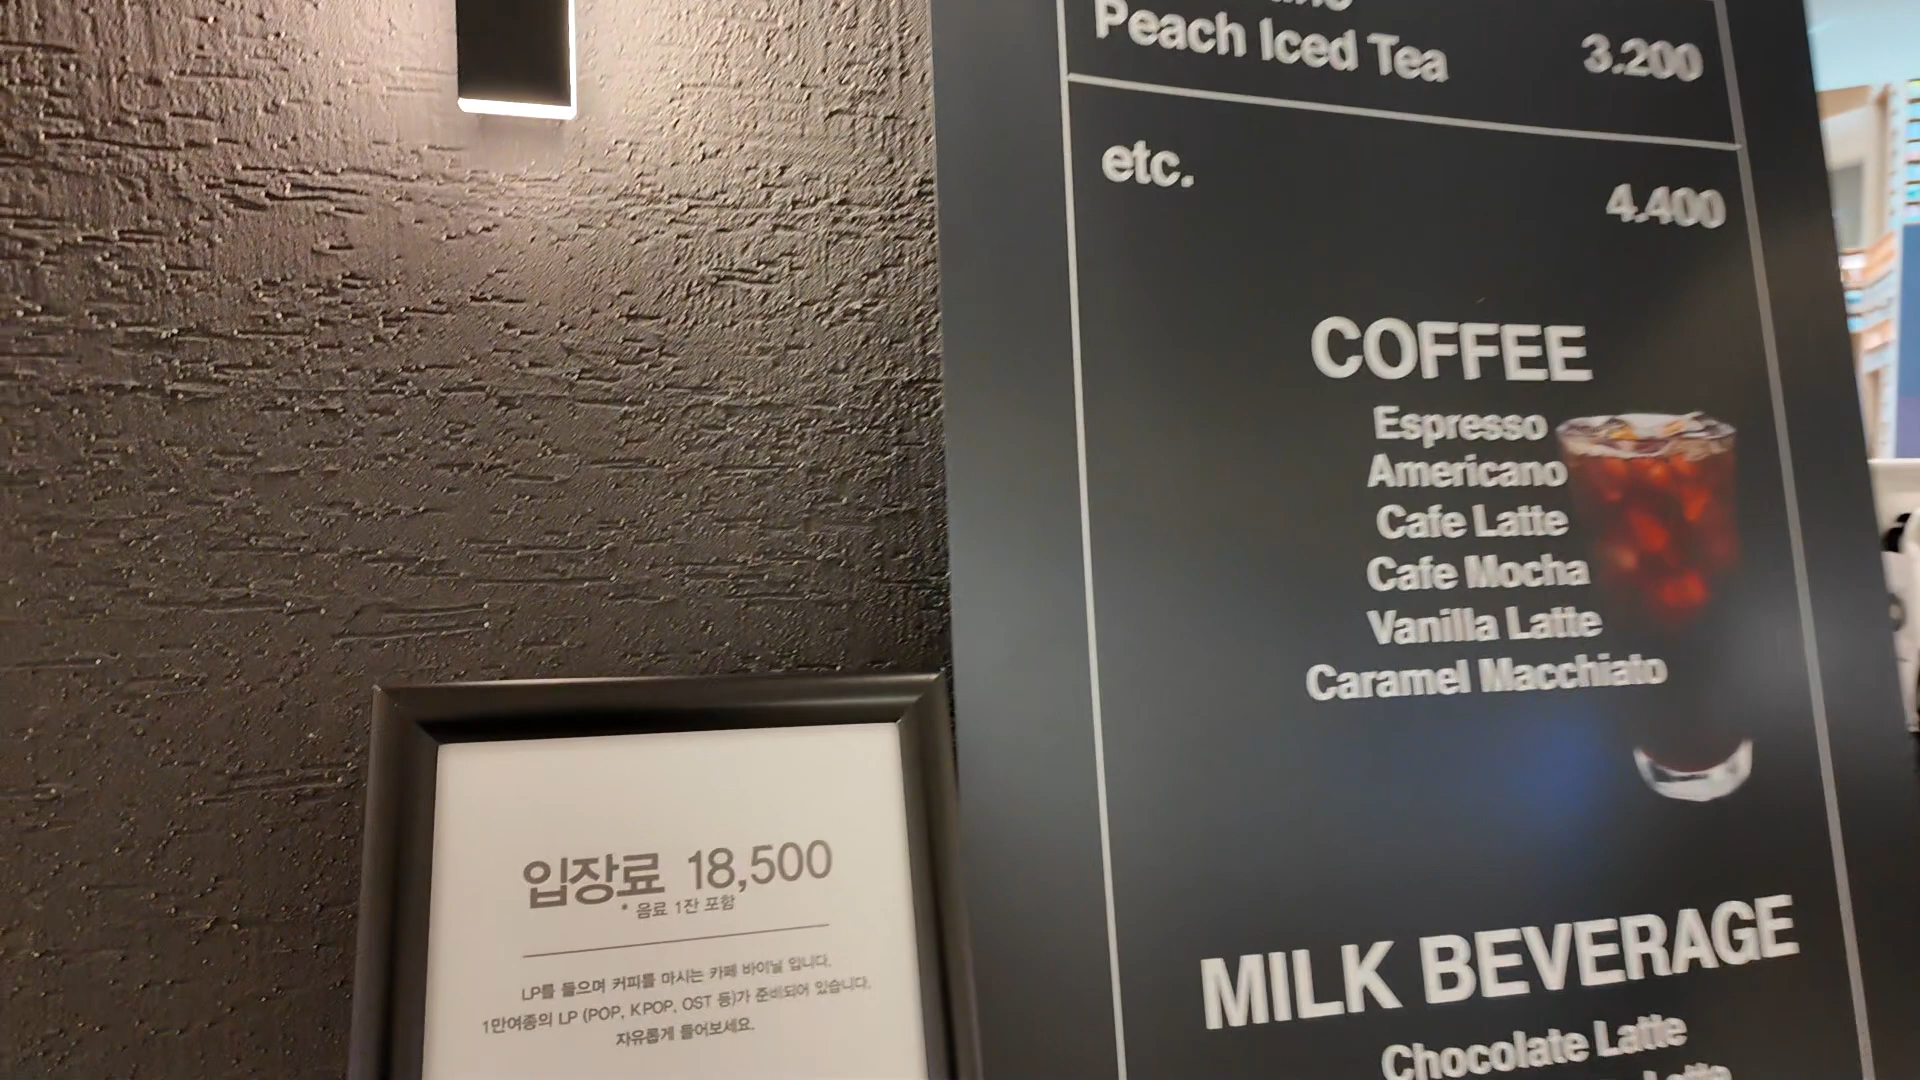 입장료 18,500
* 음료 1잔 포함
LP를 들으며 커피를 마시는 카페 바이닐 입니다.
1만여종의 LP (POP, KPOP, OST 등)가 준비되어 있습니다.
자유롭게 들어보세요.
Peach Iced Tea 3.200
etc. 4.400
COFFEE
Espresso
Americano
Cafe Latte
Cafe Mocha
Vanilla Latte
Caramel Macchiato
MILK BEVERAGE
Chocolate Latte
Latte